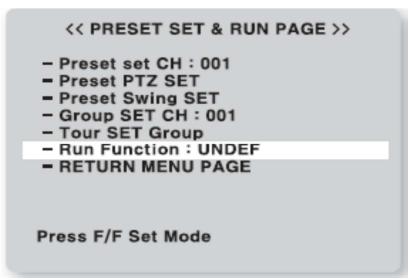 << PRESET SET & RUN PAGE >>
– Preset set CH : 001
– Preset PTZ SET
– Preset Swing SET
– Group SET CH : 001
– Tour SET Group
– Run Function : UNDEF
– RETURN MENU PAGE
Press F/F Set Mode